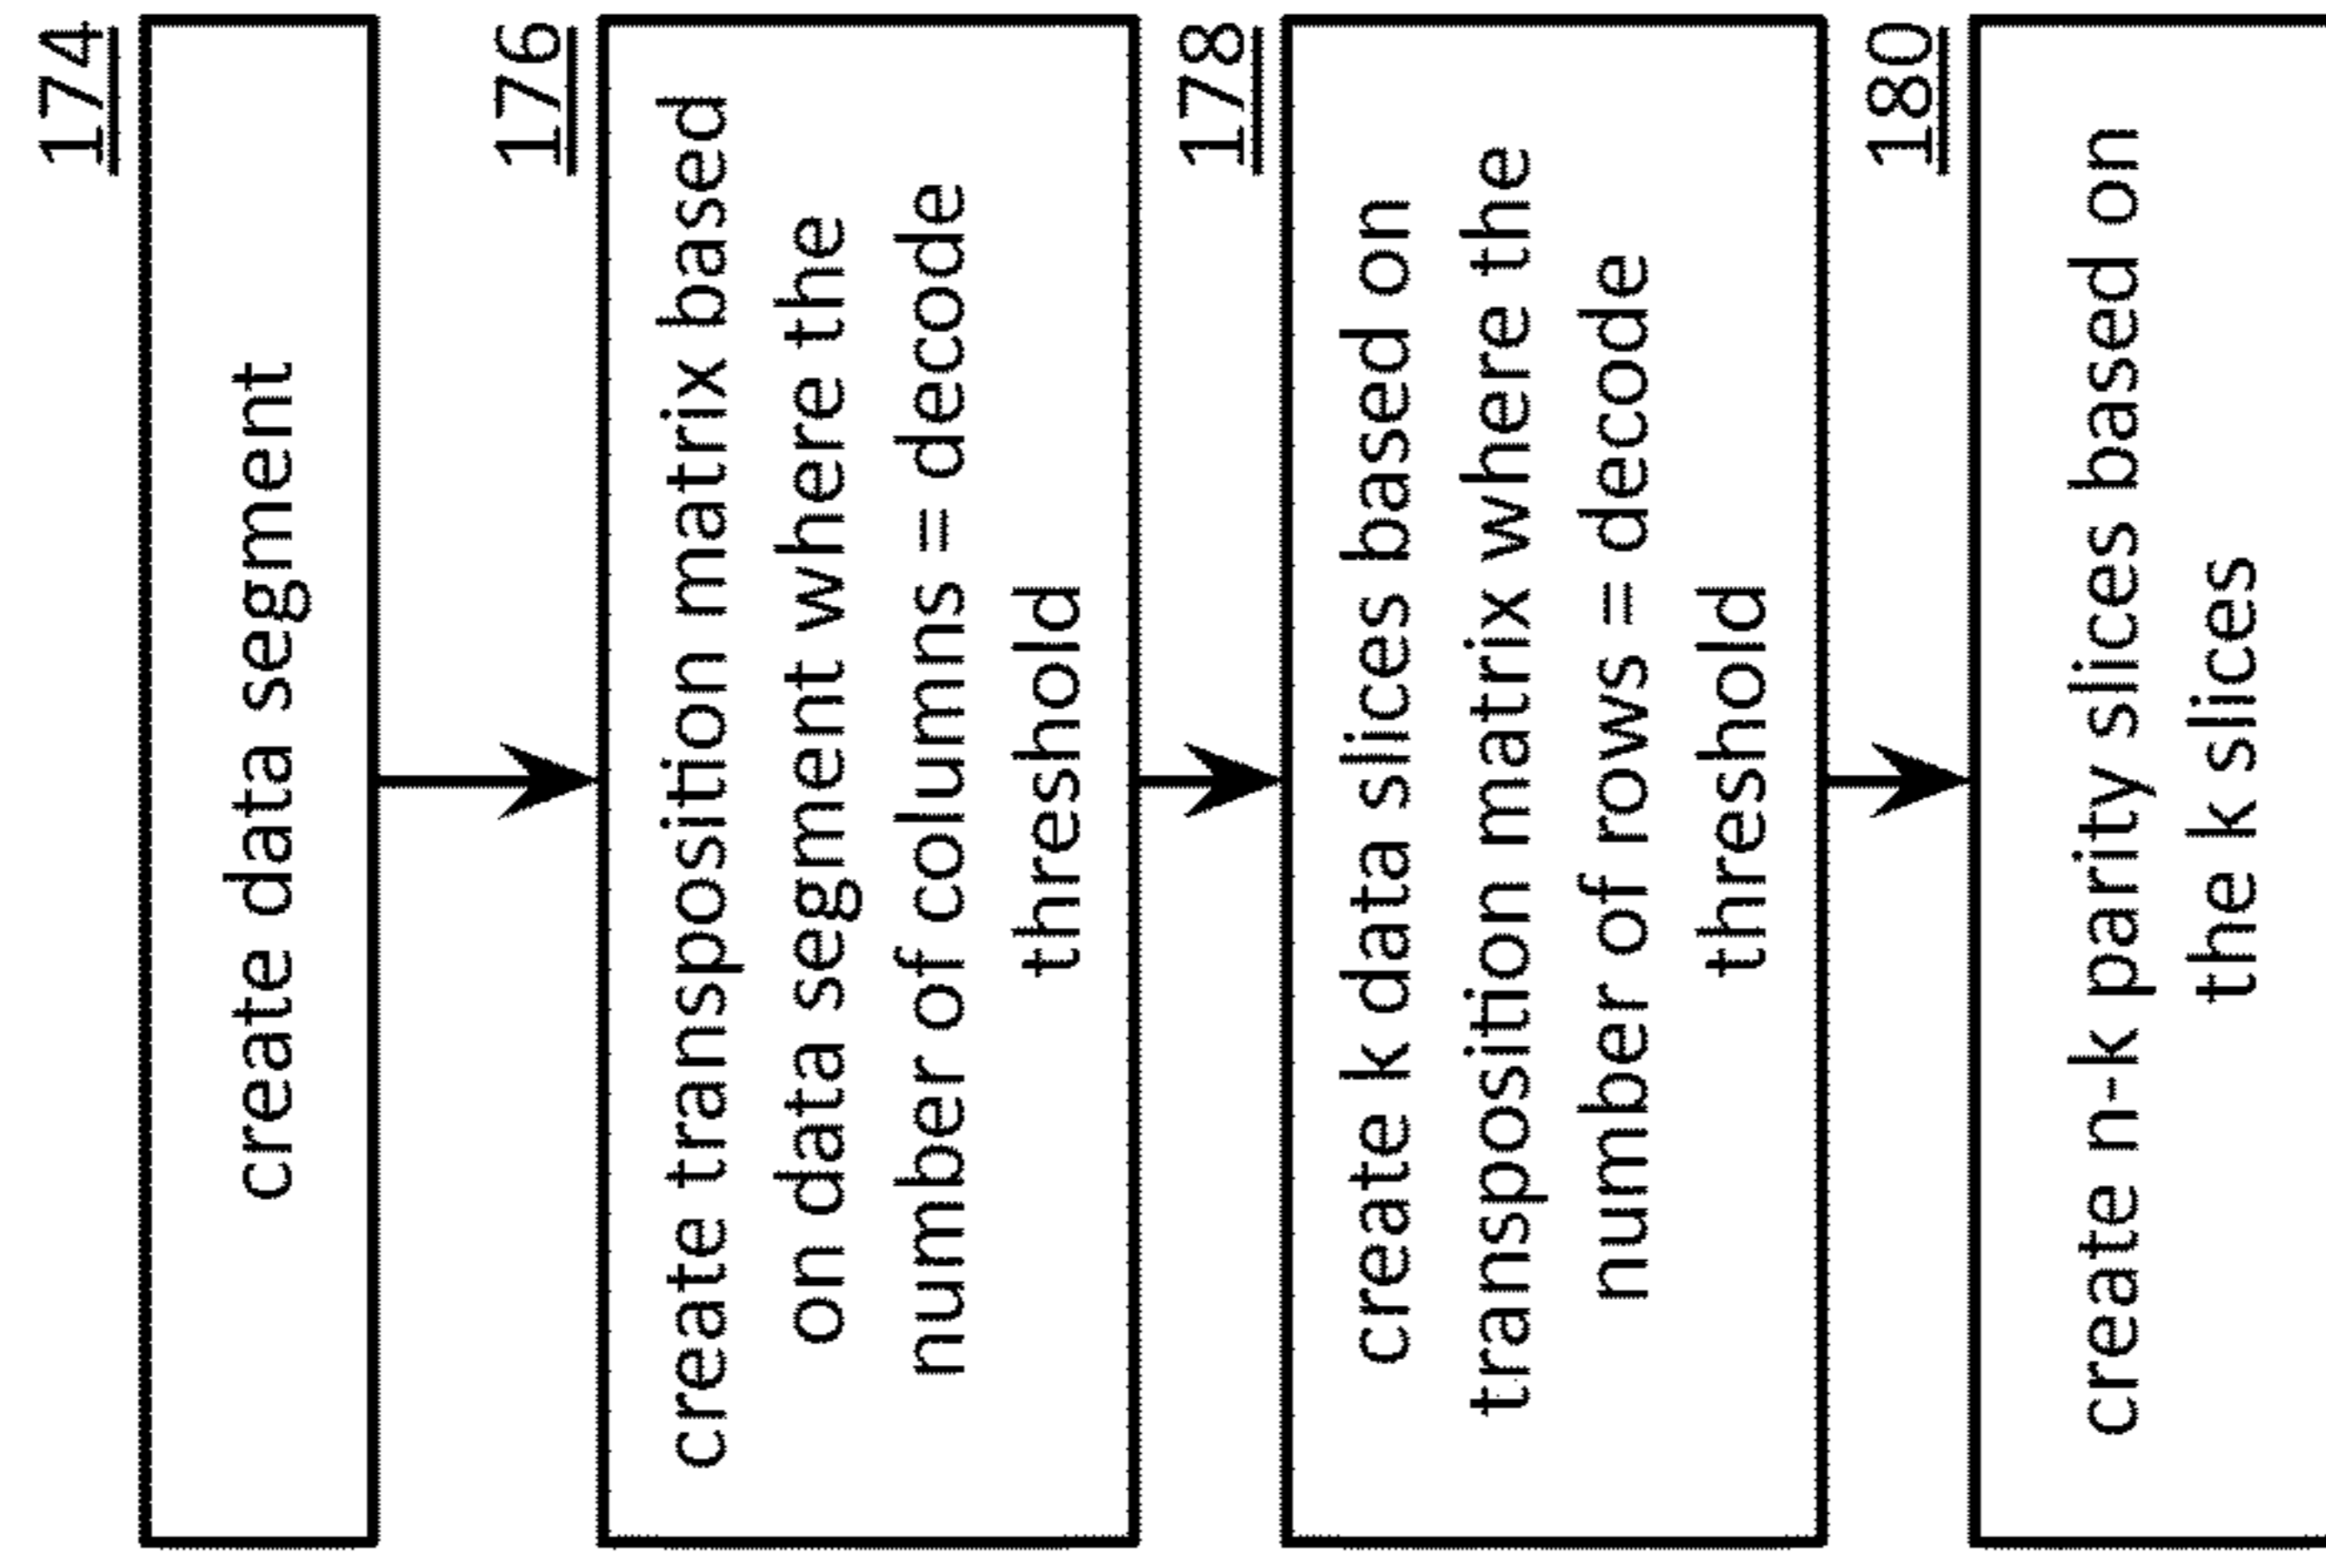 174
create data segment
176
create transposition matrix based
on data segment where the
number of columns = decode
threshold
178
create k data slices based on
transposition matrix where the
number of rows = decode
threshold
180
create n-k parity slices based on
the k slices